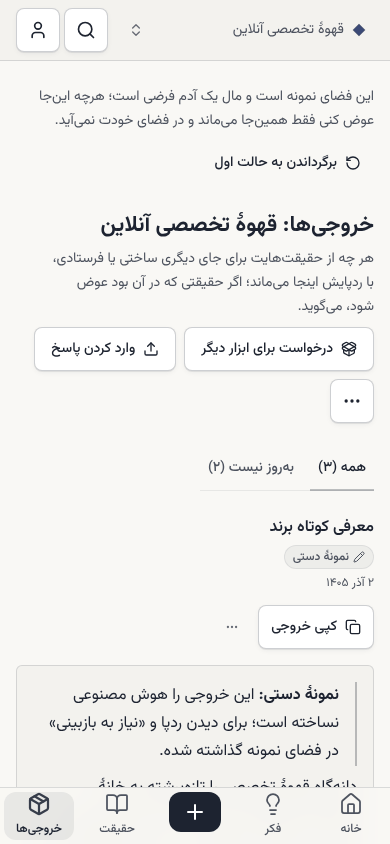 قهوهٔ تخصصی آنلاین
این فضای نمونه است و مال یک آدم فرضی است؛ هرچه این‌جا
عوض کنی فقط همین‌جا می‌ماند و در فضای خودت نمی‌آید.
برگرداندن به حالت اول
خروجی‌ها: قهوهٔ تخصصی آنلاین
هر چه از حقیقت‌هایت برای جای دیگری ساختی یا فرستادی،
با ردپایش اینجا می‌ماند؛ اگر حقیقتی که در آن بود عوض
شود، می‌گوید.
درخواست برای ابزار دیگر
وارد کردن پاسخ
همه (۳)
به‌روز نیست (۲)
معرفی کوتاه برند
نمونهٔ دستی
۲ آذر ۱۴۰۵
کپی خروجی
نمونهٔ دستی: این خروجی را هوش مصنوعی
نساخته است؛ برای دیدن ردپا و «نیاز به بازبینی»
در فضای نمونه گذاشته شده.
خانه
فکر
حقیقت
خروجی‌ها